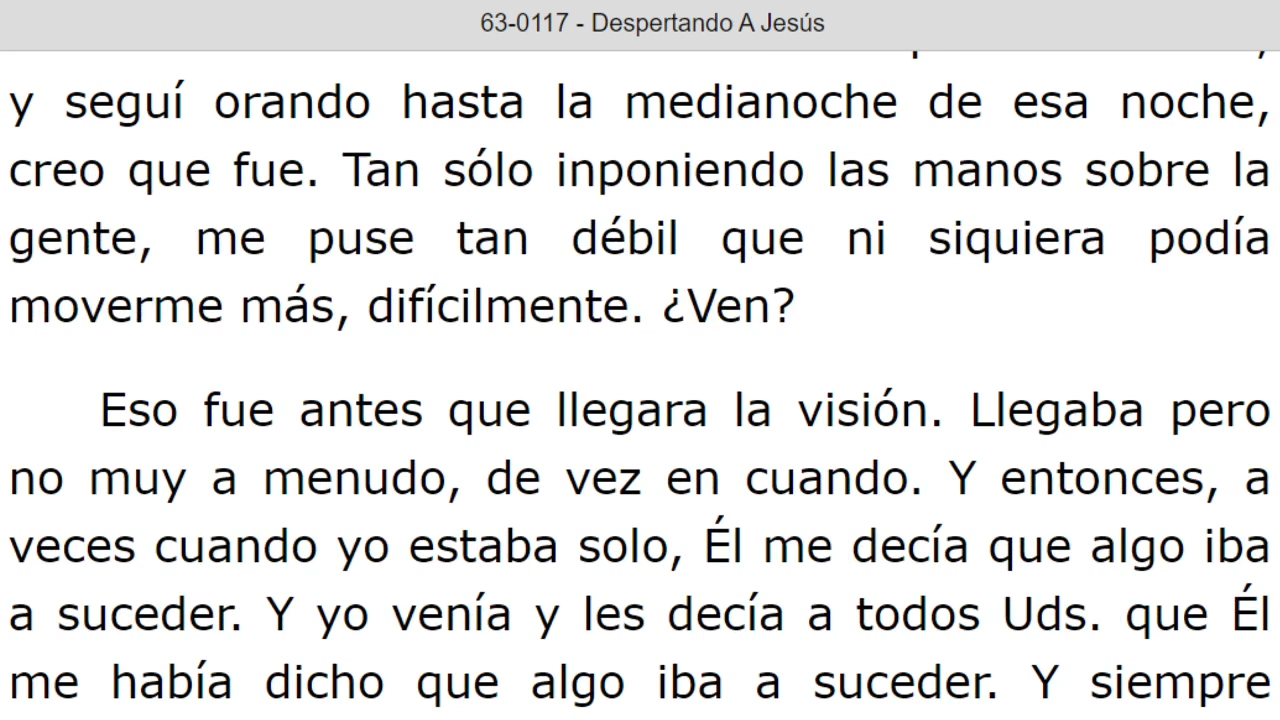 63-0117 - Despertando A Jesús
y seguí orando hasta la medianoche de esa noche,
creo que fue. Tan sólo inponiendo las manos sobre la
gente, me puse tan débil que ni siquiera podía
moverme más, difícilmente. ¿Ven?
Eso fue antes que llegara la visión. Llegaba pero
no muy a menudo, de vez en cuando. Y entonces, a
veces cuando yo estaba solo, Él me decía que algo iba
a suceder. Y yo venía y les decía a todos Uds. que Él
me había dicho que algo iba a suceder. Y siempre